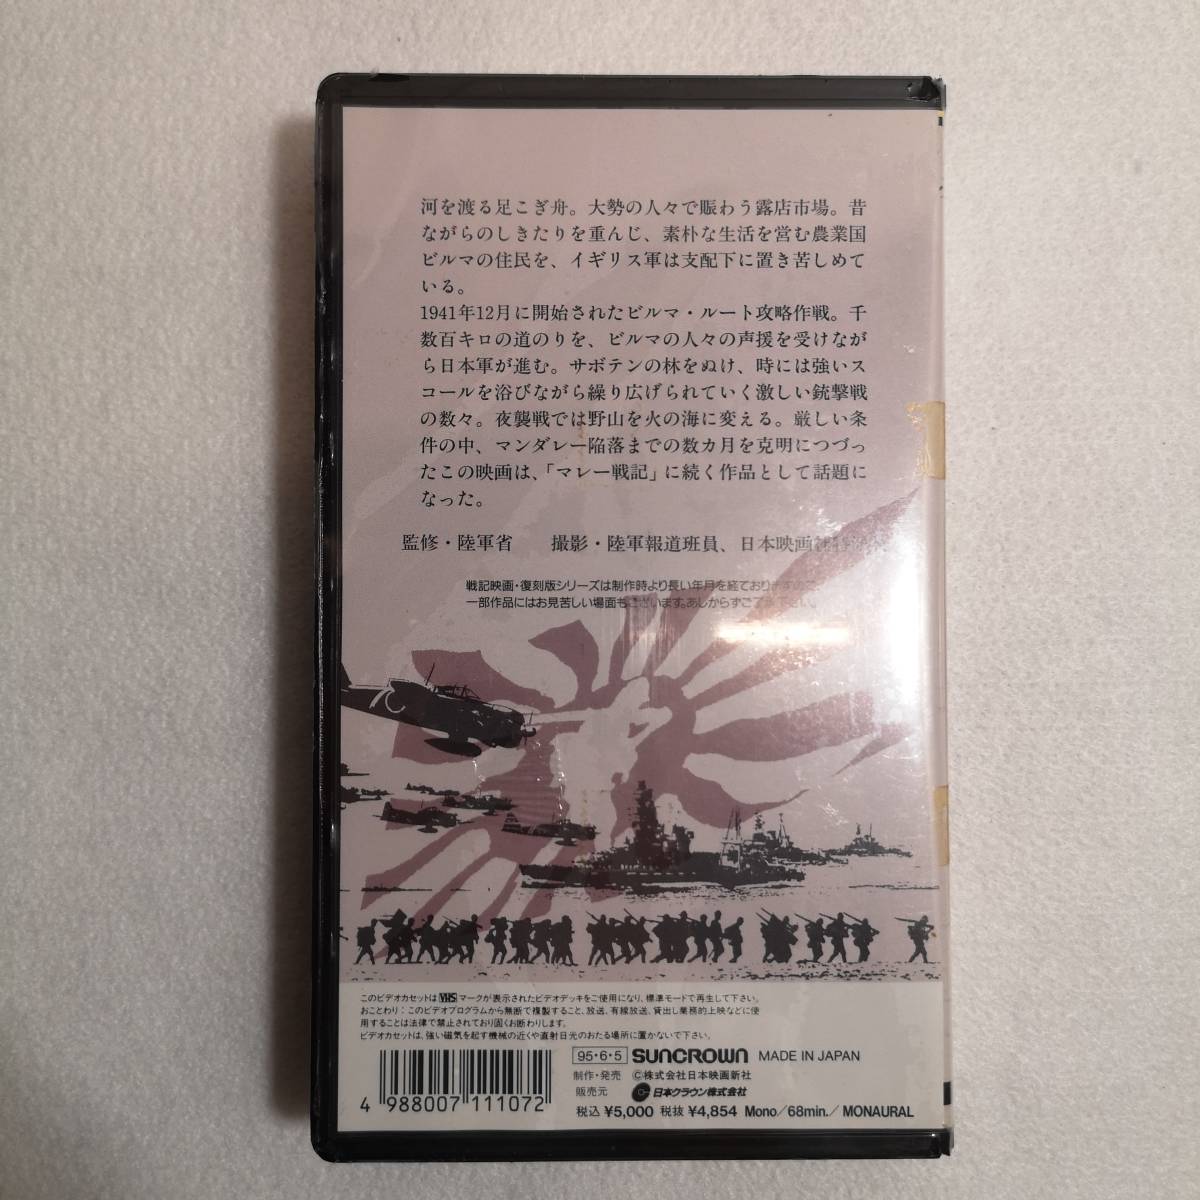 河を渡る足こぎ舟。大勢の人々で賑わう露店市場。昔
ながらのしきたりを重んじ、素朴な生活を営む農業国
ビルマの住民を、イギリス軍は支配下に置き苦しめて
いる。
1941年12月に開始されたビルマ・ルート攻略作戦。千
数百キロの道のりを、ビルマの人々の声援を受けなが
ら日本軍が進む。サボテンの林をぬけ、時には強いス
コールを浴びながら繰り広げられていく激しい銃撃戦
の数々。夜襲戦では野山を火の海に変える。厳しい条
件の中、マンダレー陥落までの数カ月を克明につづっ
たこの映画は、「マレー戦記」に続く作品として話題に
なった。
監修・陸軍省　撮影・陸軍報道班員、日本映画社
戦記映画・復刻版シリーズは制作時より長い年月を経ておりますので、
一部作品にはお見苦しい場面もございます。あしからずご了承下さい。
このビデオカセットはVHSマークが表示されたビデオデッキをご使用になり、標準モードで再生して下さい。
おことわり：このビデオプログラムから無断で複製すること、放送、有線放送、貸出し業務的上映などに使
用することは法律で禁止されており固くお断わりします。
ビデオカセットは、強い磁気を起す機械の近くや直射日光のおたる場所に置かないで下さい。
95・6・5 SUNCROWN MADE IN JAPAN
制作・発売 ©株式会社日本映画新社
販売元 日本クラウン株式会社
4 988007 111072
税込 ¥5,000 税抜 ¥4,854 Mono／68min.／MONAURAL